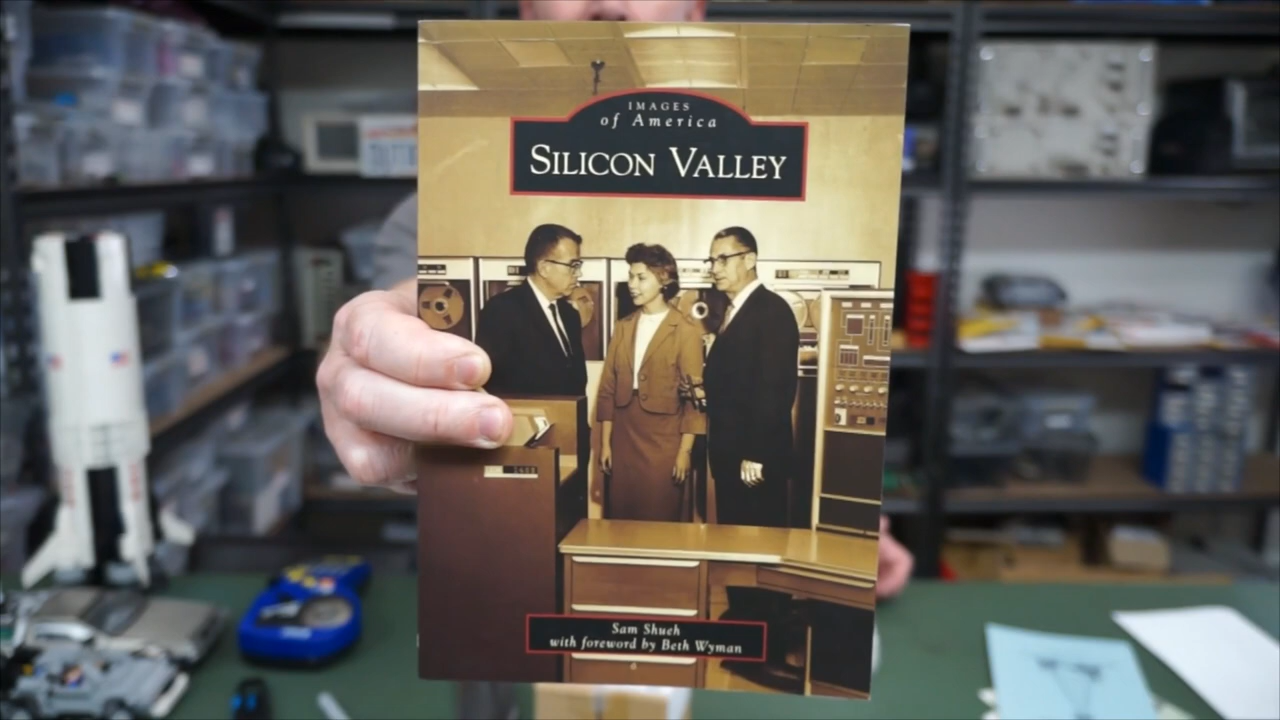 IMAGES
of America
SILICON VALLEY
Sam Shueh
with foreword by Beth Wyman